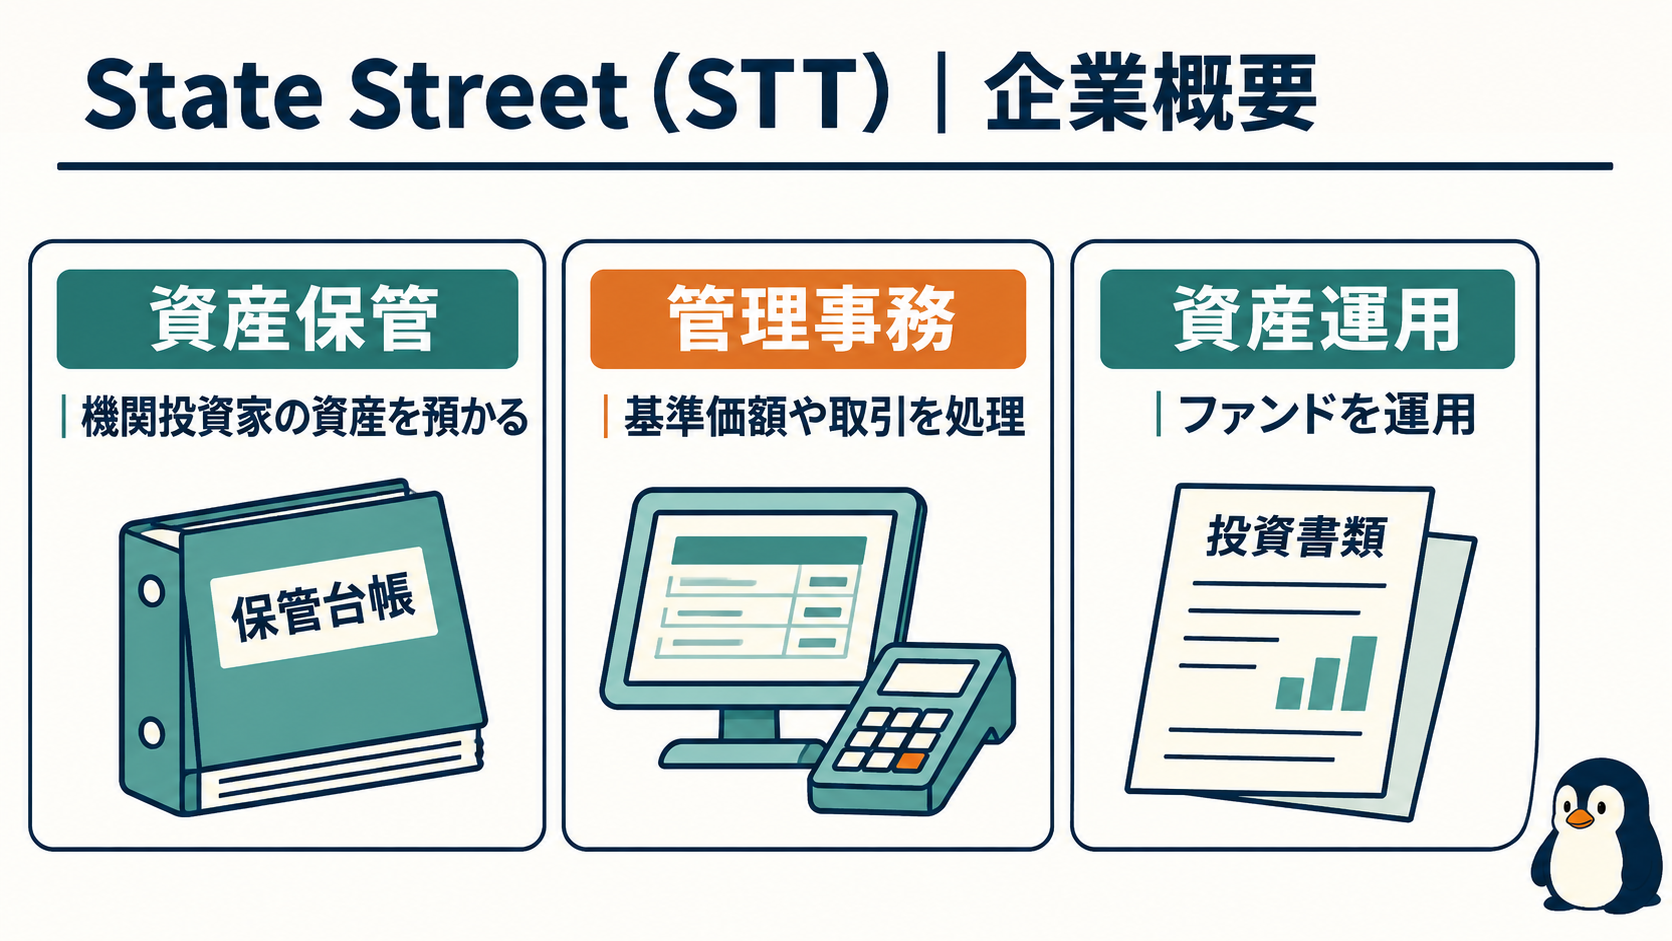 State Street（STT）｜企業概要
資産保管
機関投資家の資産を預かる
保管台帳
管理事務
基準価額や取引を処理
資産運用
ファンドを運用
投資書類